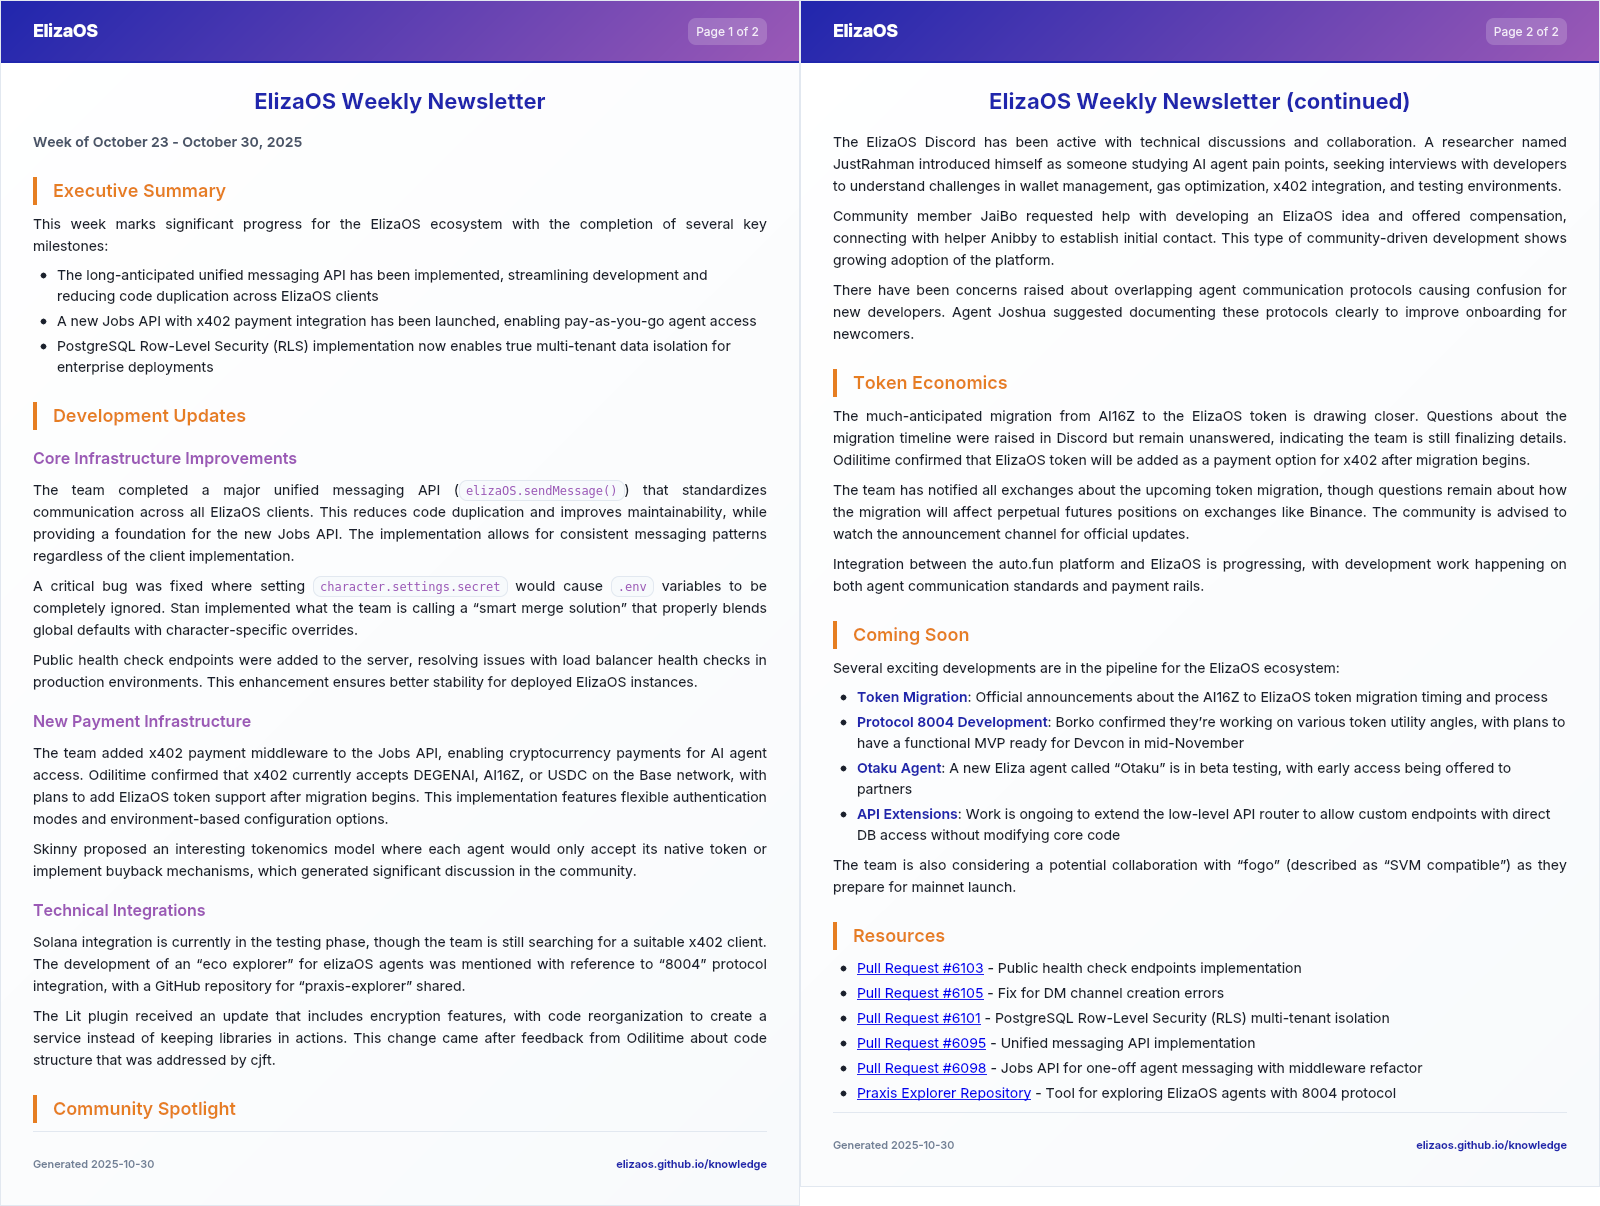 ElizaOS
Page 1 of 2
ElizaOS Weekly Newsletter
Week of October 23 - October 30, 2025
Executive Summary
This week marks significant progress for the ElizaOS ecosystem with the completion of several key
milestones:
• The long-anticipated unified messaging API has been implemented, streamlining development and
reducing code duplication across ElizaOS clients
• A new Jobs API with x402 payment integration has been launched, enabling pay-as-you-go agent access
• PostgreSQL Row-Level Security (RLS) implementation now enables true multi-tenant data isolation for
enterprise deployments
Development Updates
Core Infrastructure Improvements
The team completed a major unified messaging API (elizaOS.sendMessage()) that standardizes
communication across all ElizaOS clients. This reduces code duplication and improves maintainability, while
providing a foundation for the new Jobs API. The implementation allows for consistent messaging patterns
regardless of the client implementation.
A critical bug was fixed where setting character.settings.secret would cause .env variables to be
completely ignored. Stan implemented what the team is calling a “smart merge solution” that properly blends
global defaults with character-specific overrides.
Public health check endpoints were added to the server, resolving issues with load balancer health checks in
production environments. This enhancement ensures better stability for deployed ElizaOS instances.
New Payment Infrastructure
The team added x402 payment middleware to the Jobs API, enabling cryptocurrency payments for AI agent
access. Odilitime confirmed that x402 currently accepts DEGENAI, AI16Z, or USDC on the Base network, with
plans to add ElizaOS token support after migration begins. This implementation features flexible authentication
modes and environment-based configuration options.
Skinny proposed an interesting tokenomics model where each agent would only accept its native token or
implement buyback mechanisms, which generated significant discussion in the community.
Technical Integrations
Solana integration is currently in the testing phase, though the team is still searching for a suitable x402 client.
The development of an “eco explorer” for elizaOS agents was mentioned with reference to “8004” protocol
integration, with a GitHub repository for “praxis-explorer” shared.
The Lit plugin received an update that includes encryption features, with code reorganization to create a
service instead of keeping libraries in actions. This change came after feedback from Odilitime about code
structure that was addressed by cjft.
Community Spotlight
Generated 2025-10-30
elizaos.github.io/knowledge
ElizaOS
Page 2 of 2
ElizaOS Weekly Newsletter (continued)
The ElizaOS Discord has been active with technical discussions and collaboration. A researcher named
JustRahman introduced himself as someone studying AI agent pain points, seeking interviews with developers
to understand challenges in wallet management, gas optimization, x402 integration, and testing environments.
Community member JaiBo requested help with developing an ElizaOS idea and offered compensation,
connecting with helper Anibby to establish initial contact. This type of community-driven development shows
growing adoption of the platform.
There have been concerns raised about overlapping agent communication protocols causing confusion for
new developers. Agent Joshua suggested documenting these protocols clearly to improve onboarding for
newcomers.
Token Economics
The much-anticipated migration from AI16Z to the ElizaOS token is drawing closer. Questions about the
migration timeline were raised in Discord but remain unanswered, indicating the team is still finalizing details.
Odilitime confirmed that ElizaOS token will be added as a payment option for x402 after migration begins.
The team has notified all exchanges about the upcoming token migration, though questions remain about how
the migration will affect perpetual futures positions on exchanges like Binance. The community is advised to
watch the announcement channel for official updates.
Integration between the auto.fun platform and ElizaOS is progressing, with development work happening on
both agent communication standards and payment rails.
Coming Soon
Several exciting developments are in the pipeline for the ElizaOS ecosystem:
• Token Migration: Official announcements about the AI16Z to ElizaOS token migration timing and process
• Protocol 8004 Development: Borko confirmed they’re working on various token utility angles, with plans to
have a functional MVP ready for Devcon in mid-November
• Otaku Agent: A new Eliza agent called “Otaku” is in beta testing, with early access being offered to
partners
• API Extensions: Work is ongoing to extend the low-level API router to allow custom endpoints with direct
DB access without modifying core code
The team is also considering a potential collaboration with “fogo” (described as “SVM compatible”) as they
prepare for mainnet launch.
Resources
• Pull Request #6103 - Public health check endpoints implementation
• Pull Request #6105 - Fix for DM channel creation errors
• Pull Request #6101 - PostgreSQL Row-Level Security (RLS) multi-tenant isolation
• Pull Request #6095 - Unified messaging API implementation
• Pull Request #6098 - Jobs API for one-off agent messaging with middleware refactor
• Praxis Explorer Repository - Tool for exploring ElizaOS agents with 8004 protocol
Generated 2025-10-30
elizaos.github.io/knowledge